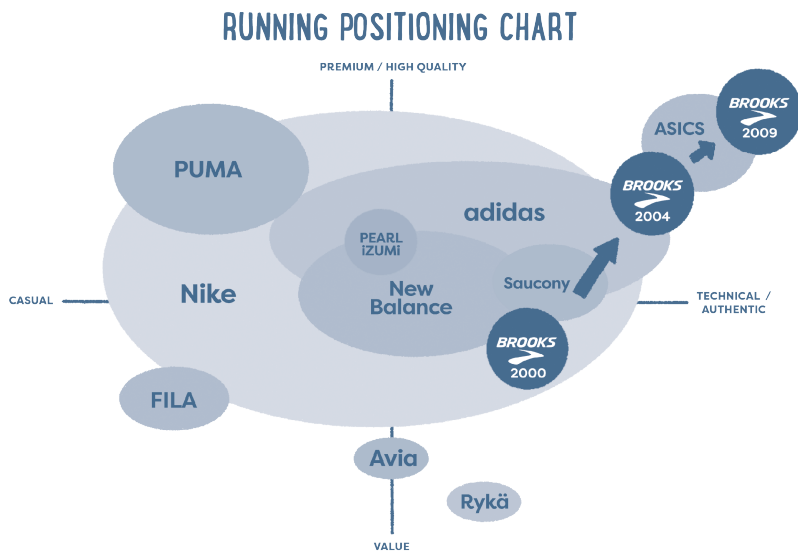 RUNNING POSITIONING CHART
PREMIUM / HIGH QUALITY
BROOKS
2009
ASICS
PUMA
BROOKS
2004
adidas
PEARL
iZUMi
Saucony
New
Balance
Nike
CASUAL
TECHNICAL /
AUTHENTIC
BROOKS
2000
FILA
Avia
Rykä
VALUE